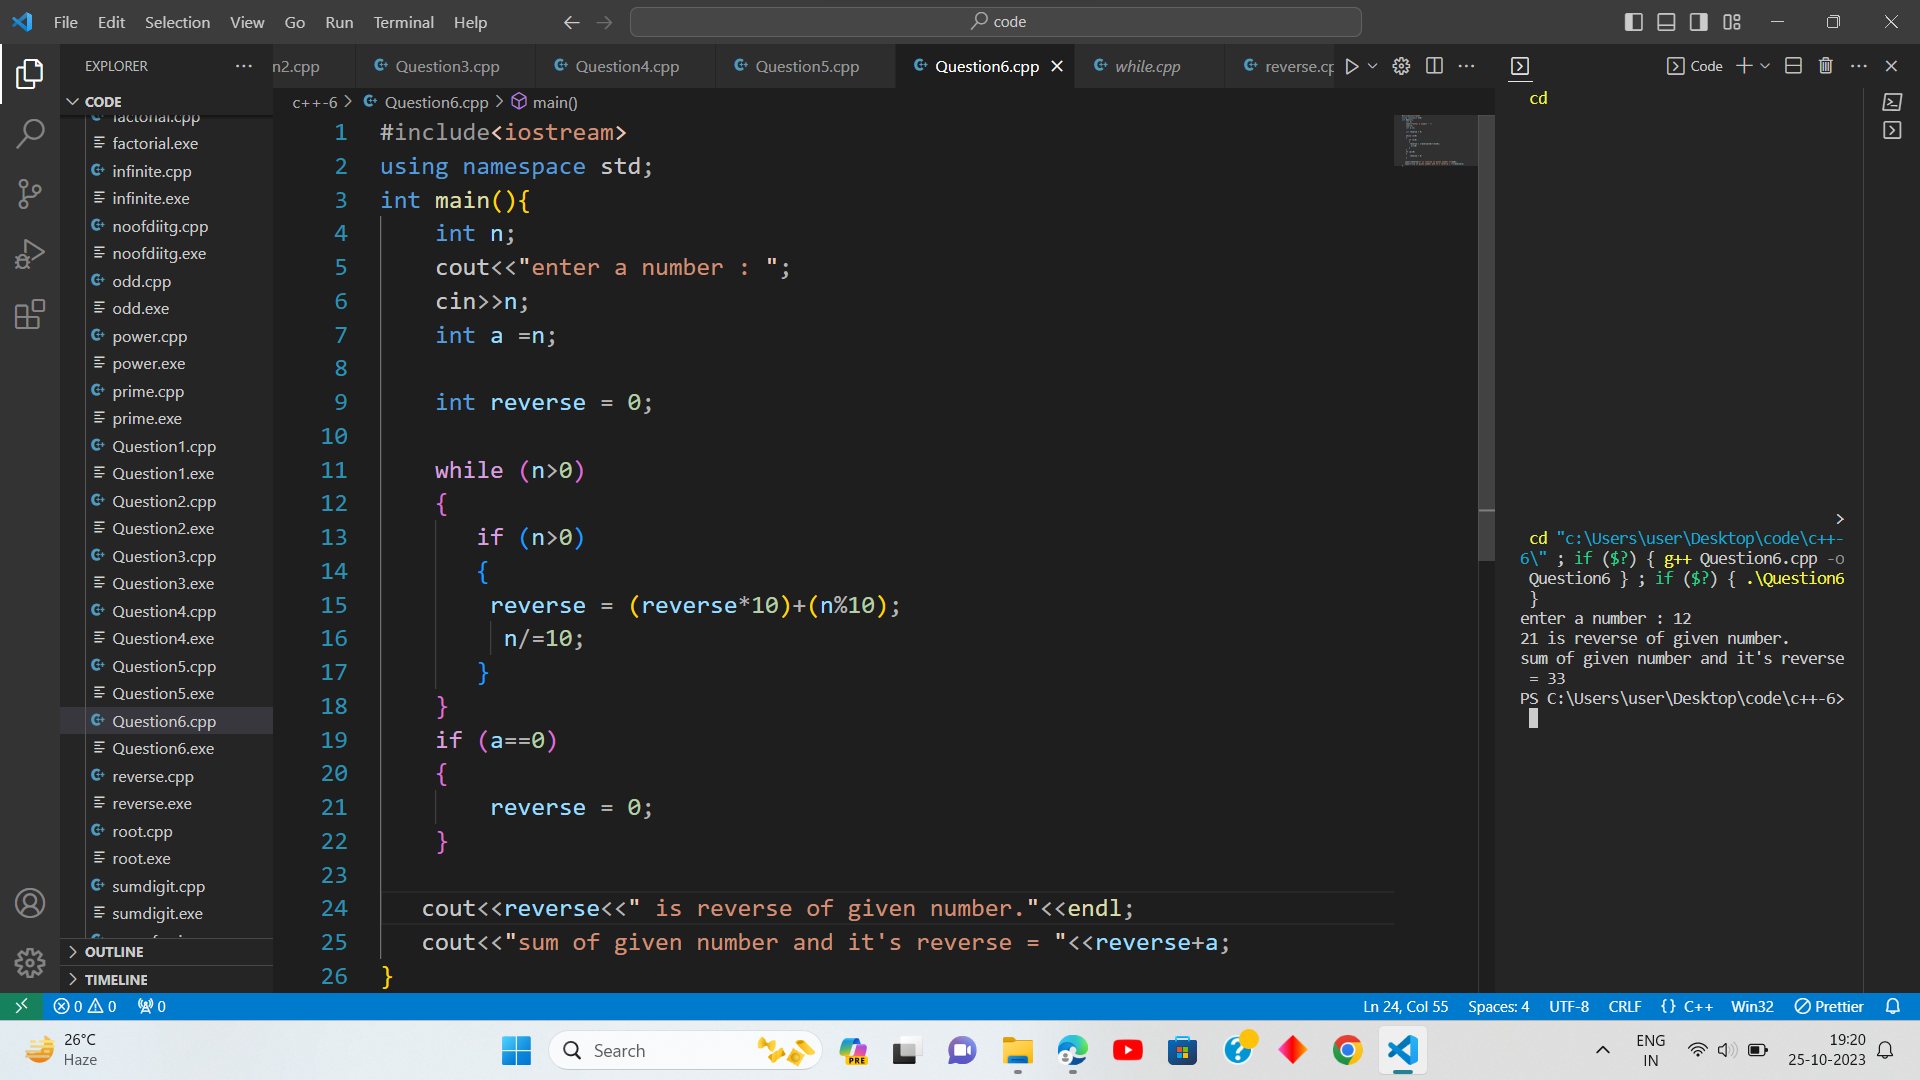 File Edit Selection View Go Run Terminal Help
code
EXPLORER
n2.cpp Question3.cpp Question4.cpp Question5.cpp Question6.cpp while.cpp reverse.cp
Code
CODE
factorial.cpp
factorial.exe
infinite.cpp
infinite.exe
noofdiitg.cpp
noofdiitg.exe
odd.cpp
odd.exe
power.cpp
power.exe
prime.cpp
prime.exe
Question1.cpp
Question1.exe
Question2.cpp
Question2.exe
Question3.cpp
Question3.exe
Question4.cpp
Question4.exe
Question5.cpp
Question5.exe
Question6.cpp
Question6.exe
reverse.cpp
reverse.exe
root.cpp
root.exe
sumdigit.cpp
sumdigit.exe
OUTLINE
TIMELINE
c++-6 > Question6.cpp > main()
1 #include<iostream>
2 using namespace std;
3 int main(){
4 int n;
5 cout<<"enter a number : ";
6 cin>>n;
7 int a =n;
8
9 int reverse = 0;
10
11 while (n>0)
12 {
13 if (n>0)
14 {
15 reverse = (reverse*10)+(n%10);
16 n/=10;
17 }
18 }
19 if (a==0)
20 {
21 reverse = 0;
22 }
23
24 cout<<reverse<<" is reverse of given number."<<endl;
25 cout<<"sum of given number and it's reverse = "<<reverse+a;
26 }
cd
>
cd "c:\Users\user\Desktop\code\c++-
6\" ; if ($?) { g++ Question6.cpp -o
Question6 } ; if ($?) { .\Question6
}
enter a number : 12
21 is reverse of given number.
sum of given number and it's reverse
= 33
PS C:\Users\user\Desktop\code\c++-6>
0 0 0
Ln 24, Col 55 Spaces: 4 UTF-8 CRLF {} C++ Win32 Prettier
26°C
Haze
Search
PRE
ENG
IN
19:20
25-10-2023